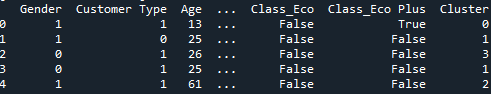 Gender Customer Type Age ... Class_Eco Class_Eco Plus Cluster
0 1 1 13 ... False True 0
1 1 0 25 ... False False 1
2 0 1 26 ... False False 3
3 0 1 25 ... False False 1
4 1 1 61 ... False False 2